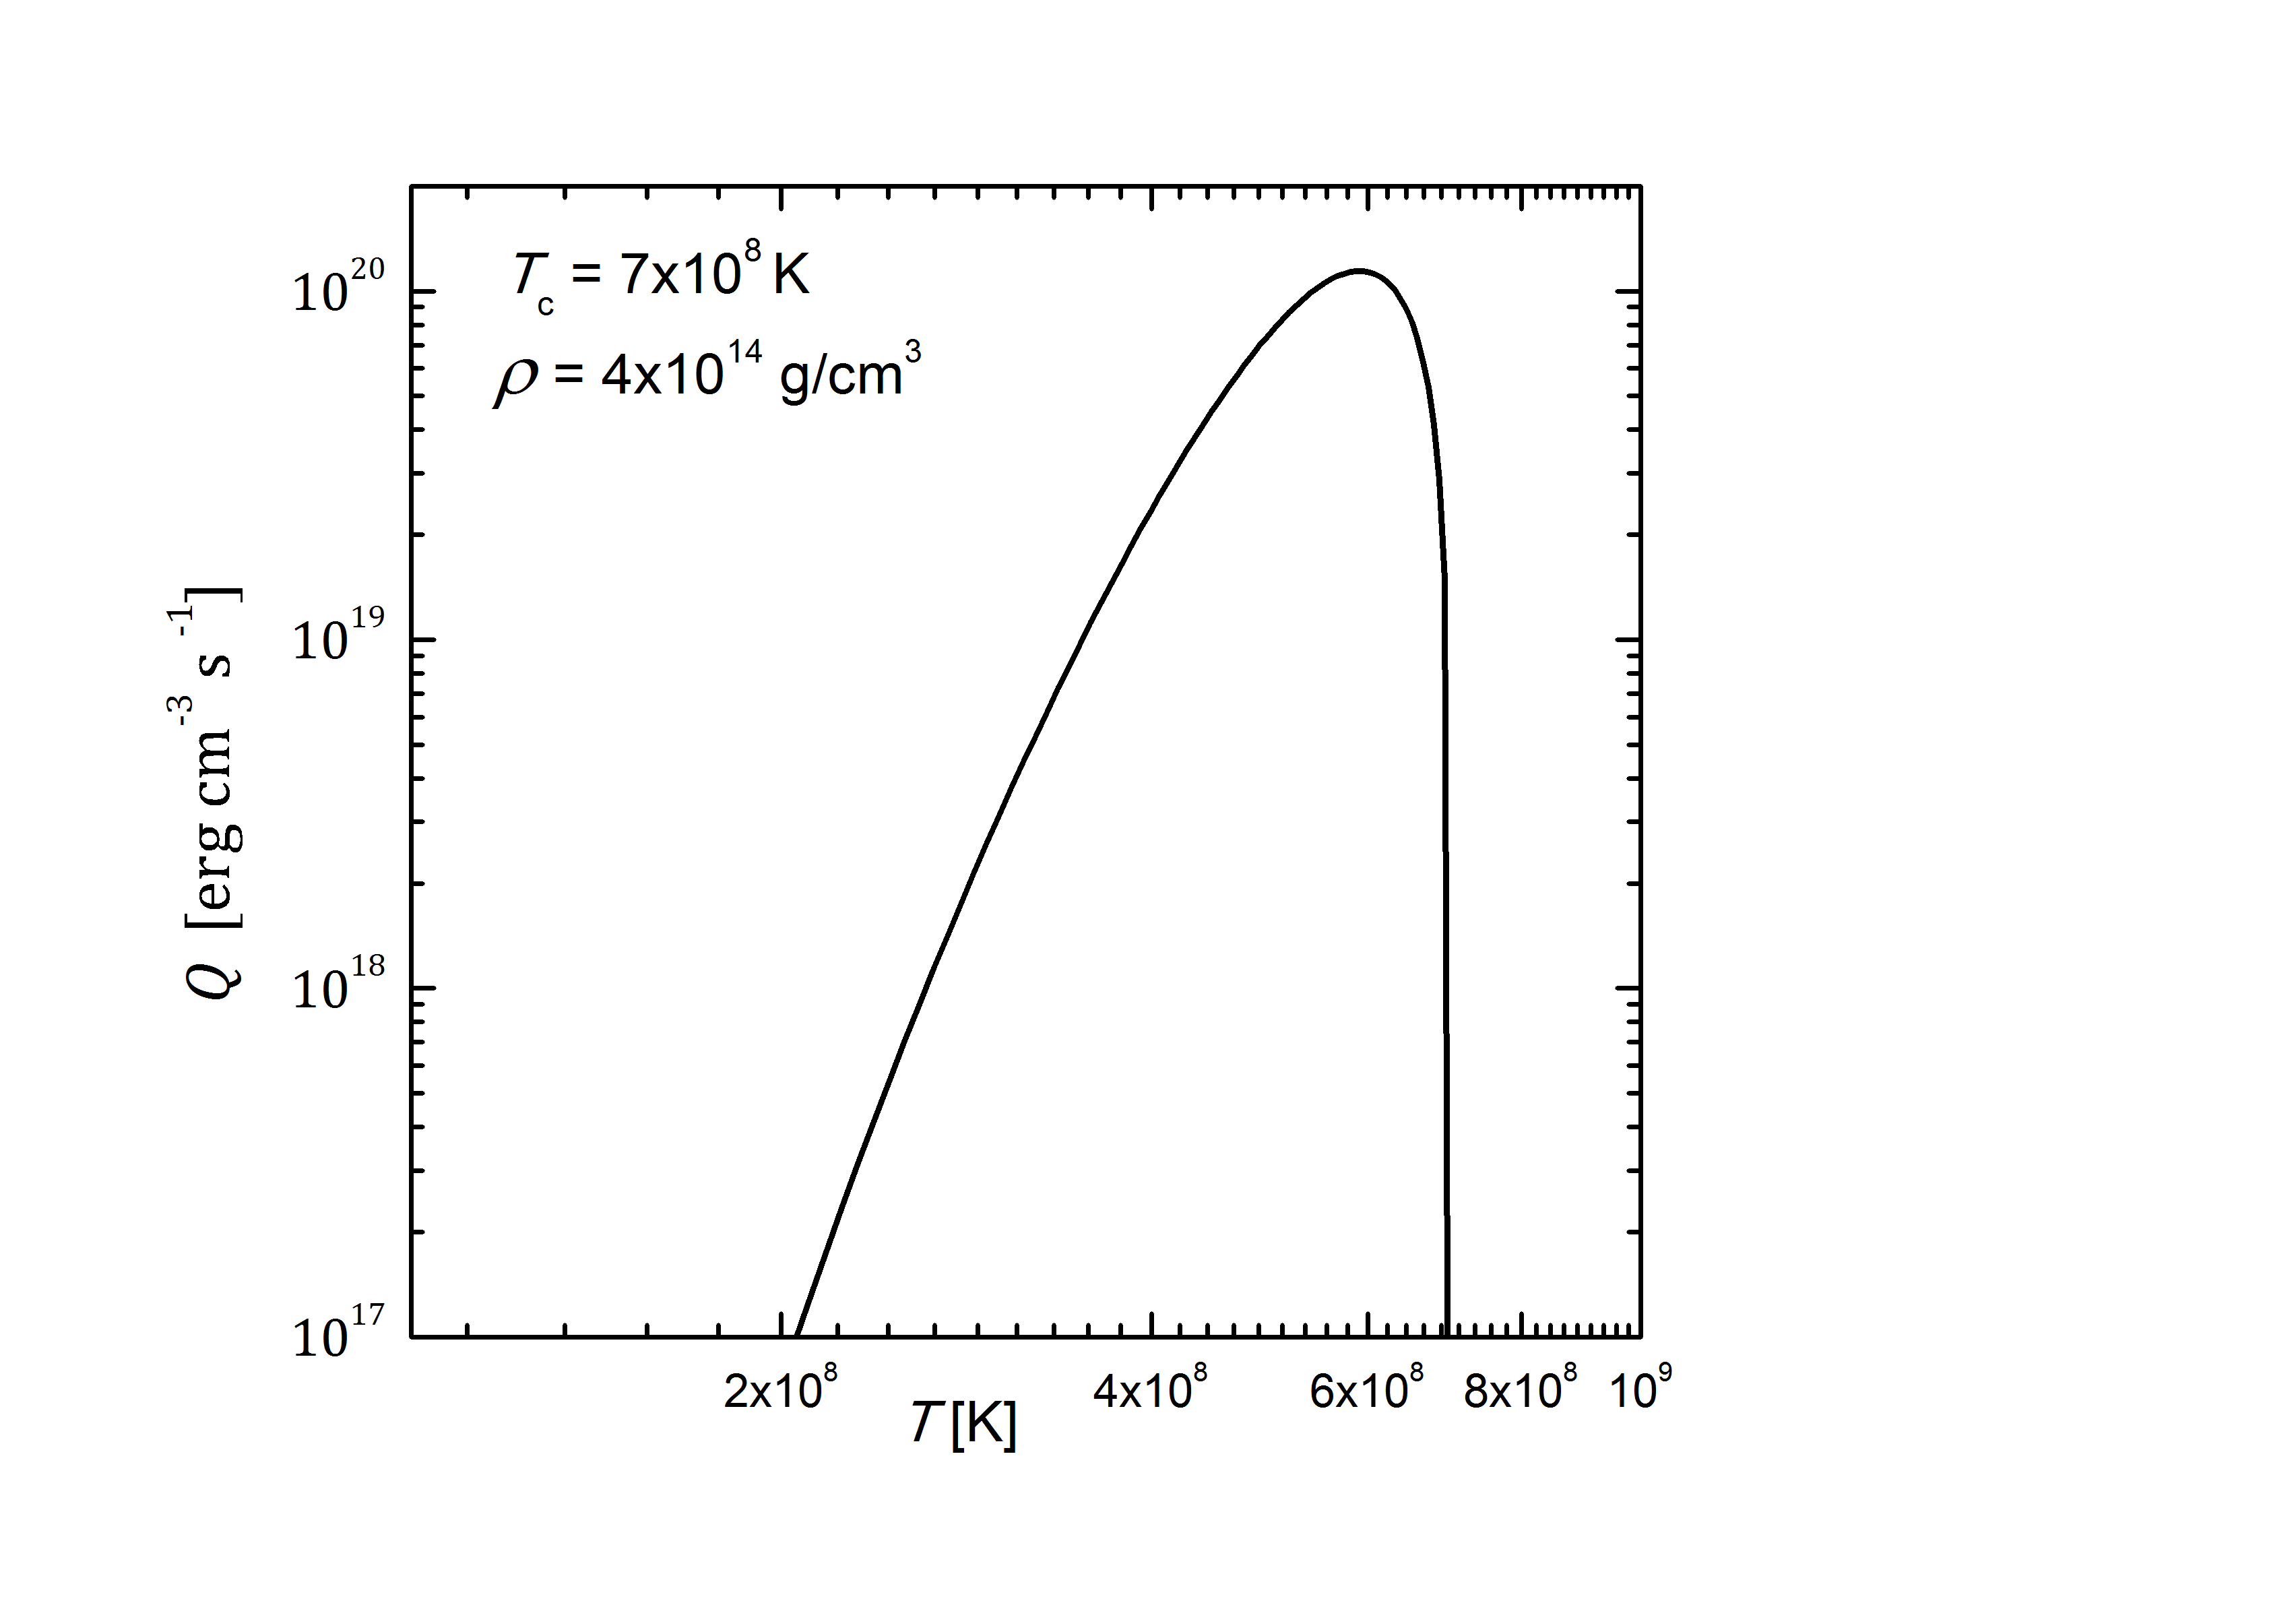 T_c = 7x10^8 K
ρ = 4x10^14 g/cm^3
10^20
10^19
10^18
10^17
Q [erg cm^-3 s^-1]
2x10^8
4x10^8
6x10^8
8x10^8
10^9
T [K]